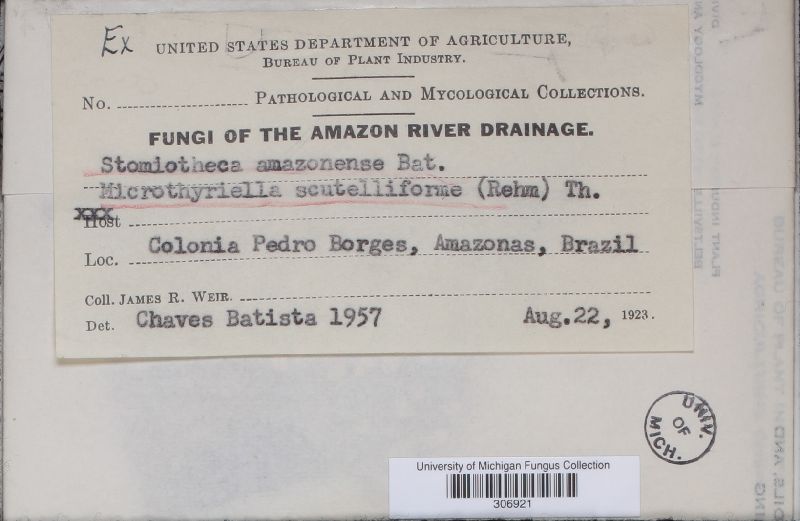 Ex UNITED STATES DEPARTMENT OF AGRICULTURE,
BUREAU OF PLANT INDUSTRY.
No. PATHOLOGICAL AND MYCOLOGICAL COLLECTIONS.
FUNGI OF THE AMAZON RIVER DRAINAGE.
Stomiotheca amazonense Bat.
Microthyriella scutelliforme (Rehm) Th.
xxx
Host
Loc. Colonia Pedro Borges, Amazonas, Brazil
Coll. JAMES R. WEIR.
Det. Chaves Batista 1957 Aug.22, 1923.
UNIV.
OF
MICH.
University of Michigan Fungus Collection
306921